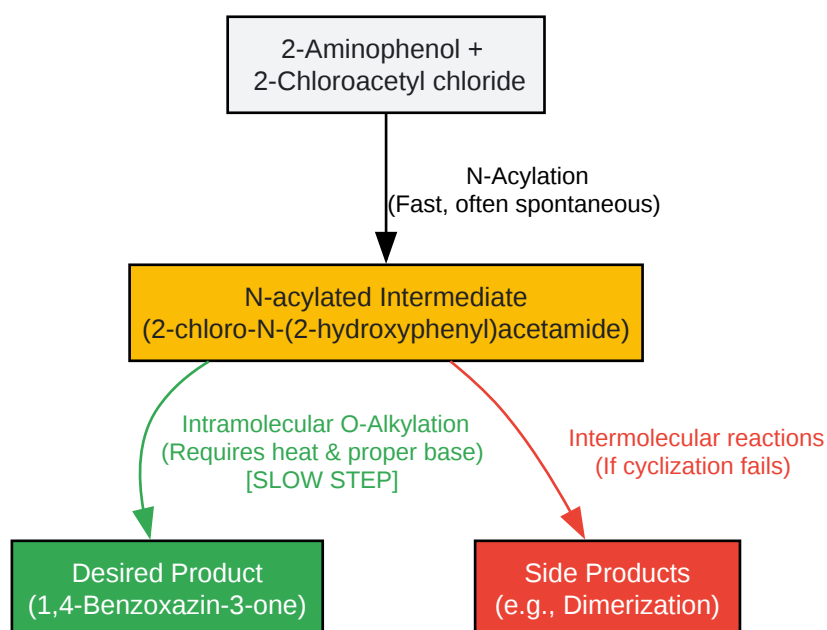 2-Aminophenol +
2-Chloroacetyl chloride
N-Acylation
(Fast, often spontaneous)
N-acylated Intermediate
(2-chloro-N-(2-hydroxyphenyl)acetamide)
Intramolecular O-Alkylation
(Requires heat & proper base)
[SLOW STEP]
Intermolecular reactions
(If cyclization fails)
Desired Product
(1,4-Benzoxazin-3-one)
Side Products
(e.g., Dimerization)